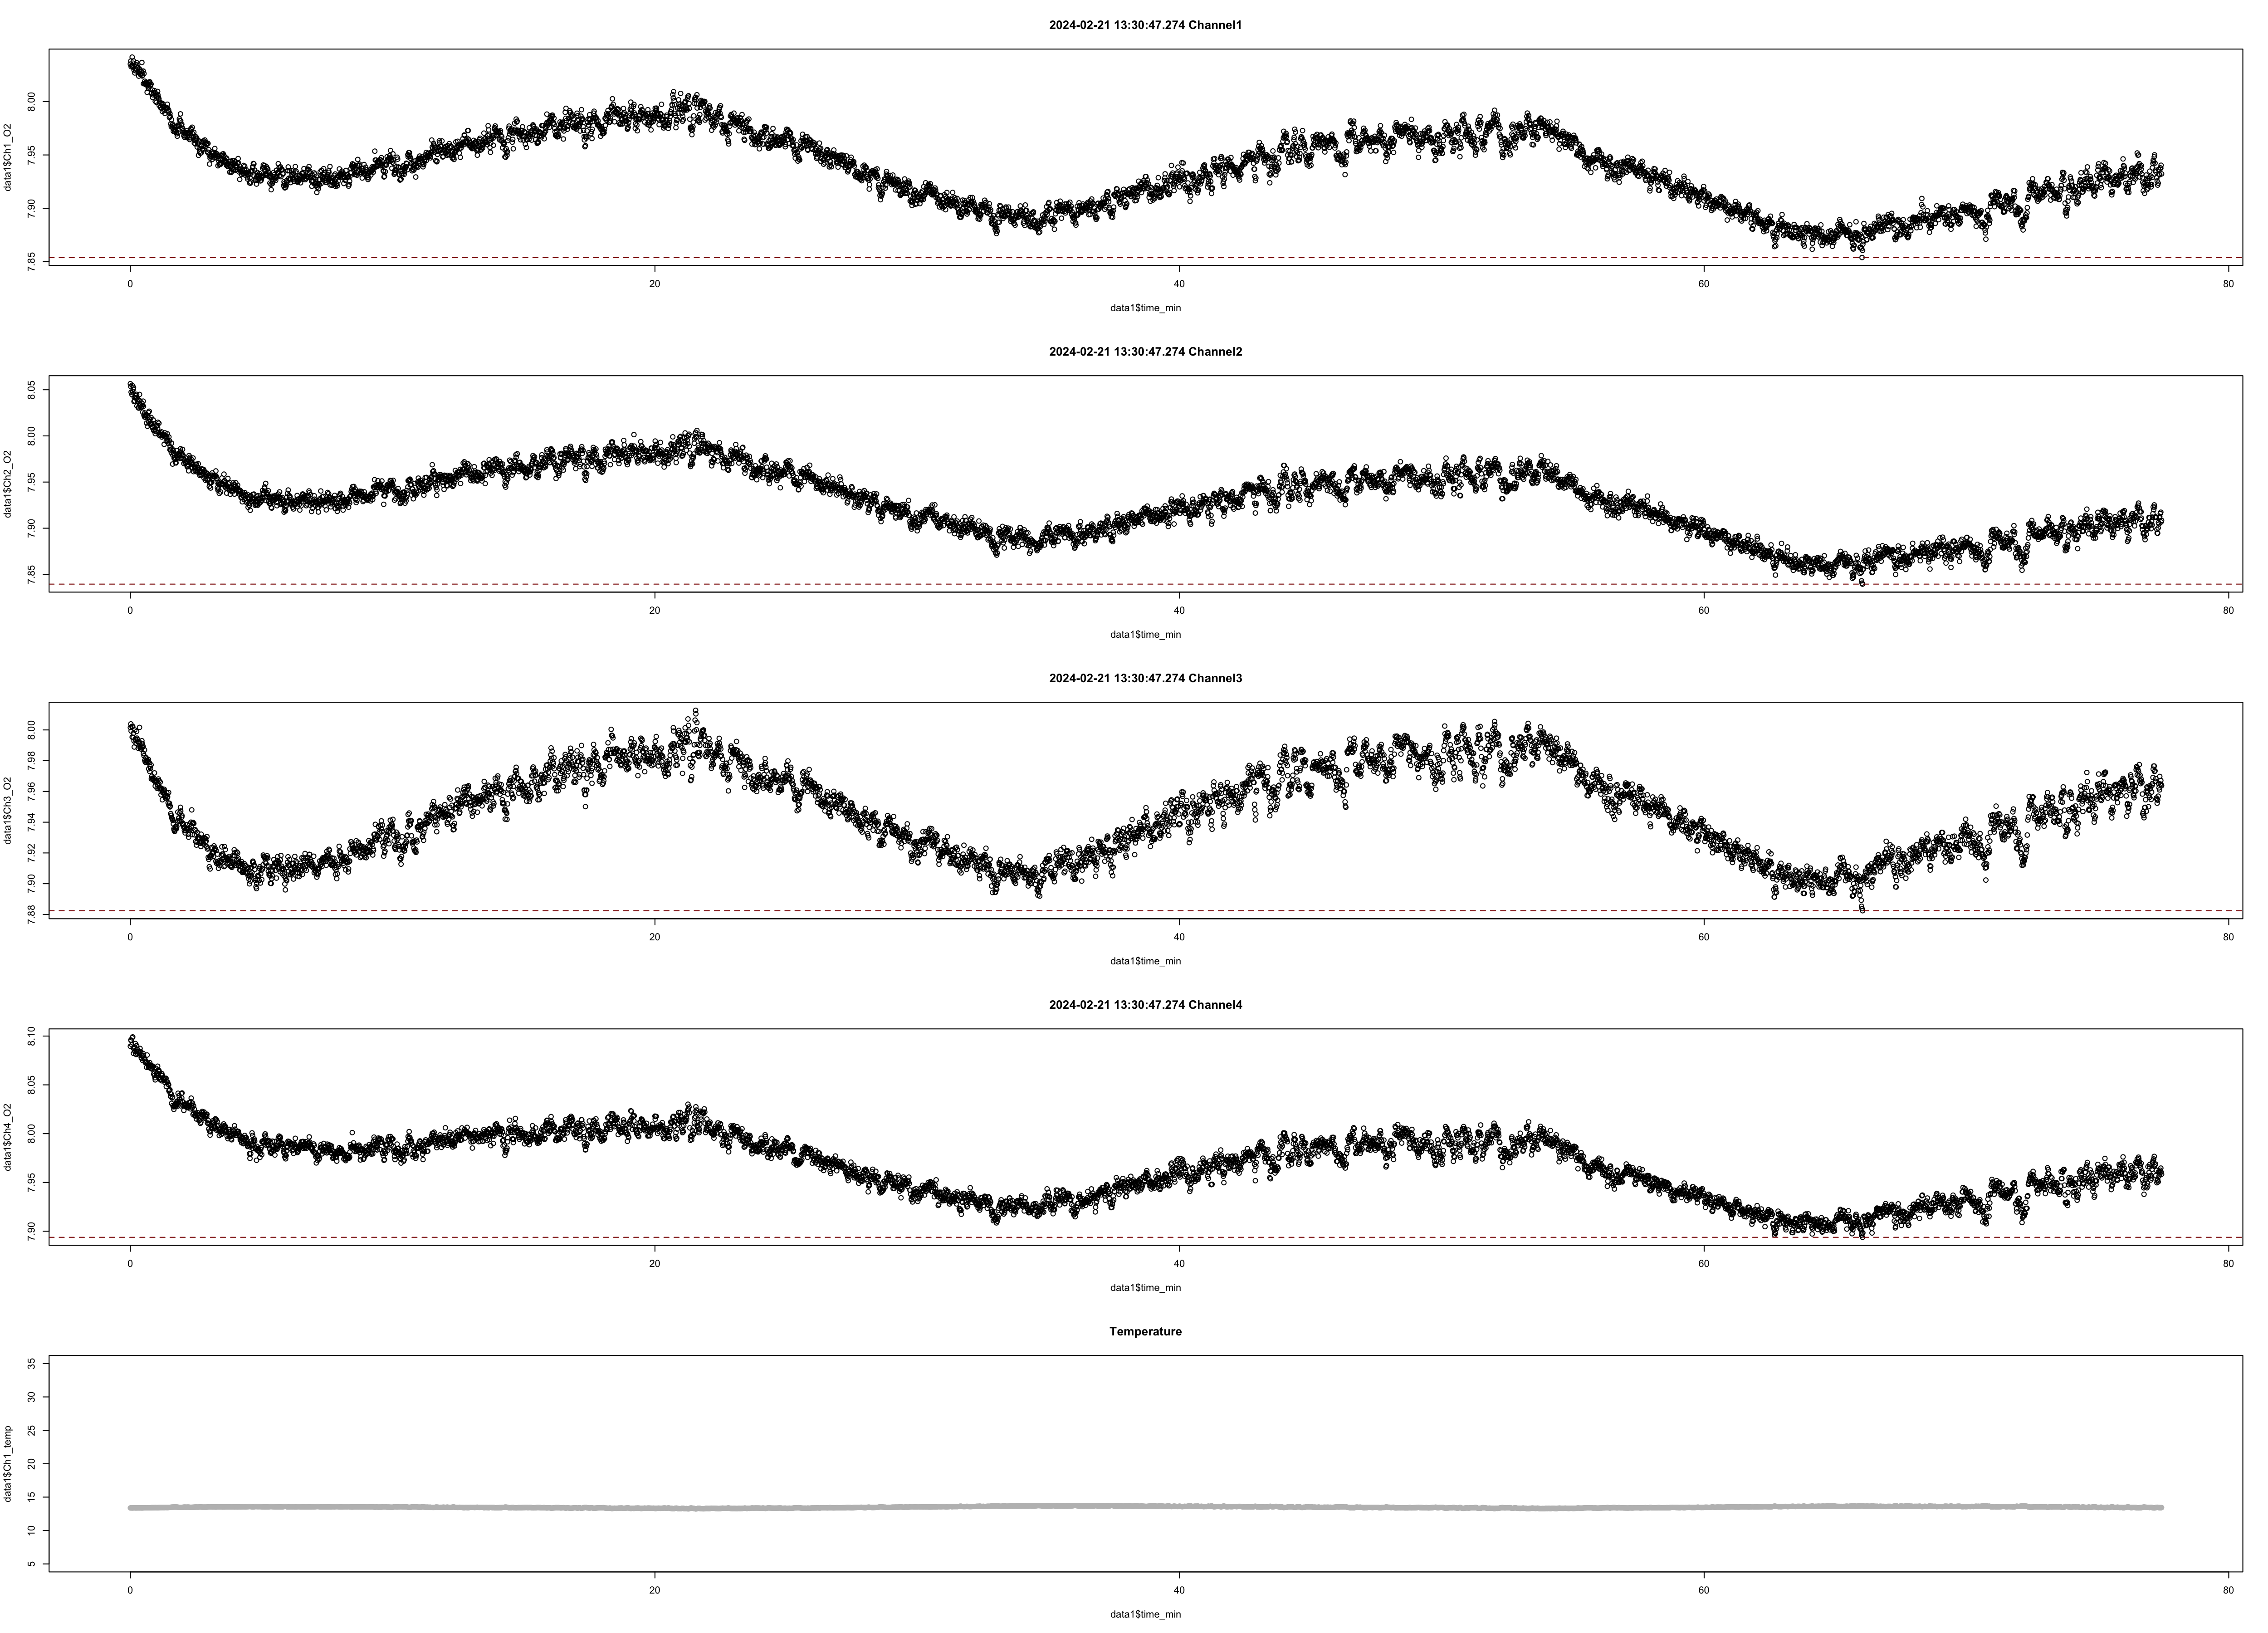 2024-02-21 13:30:47.274 Channel1
data1$Ch1_O2
8.00
7.95
7.90
7.85
0 20 40 60 80
data1$time_min
2024-02-21 13:30:47.274 Channel2
data1$Ch2_O2
8.05
8.00
7.95
7.90
7.85
0 20 40 60 80
data1$time_min
2024-02-21 13:30:47.274 Channel3
data1$Ch3_O2
8.00
7.98
7.96
7.94
7.92
7.90
7.88
0 20 40 60 80
data1$time_min
2024-02-21 13:30:47.274 Channel4
data1$Ch4_O2
8.10
8.05
8.00
7.95
7.90
0 20 40 60 80
data1$time_min
Temperature
data1$Ch1_temp
35
30
25
20
15
10
5
0 20 40 60 80
data1$time_min